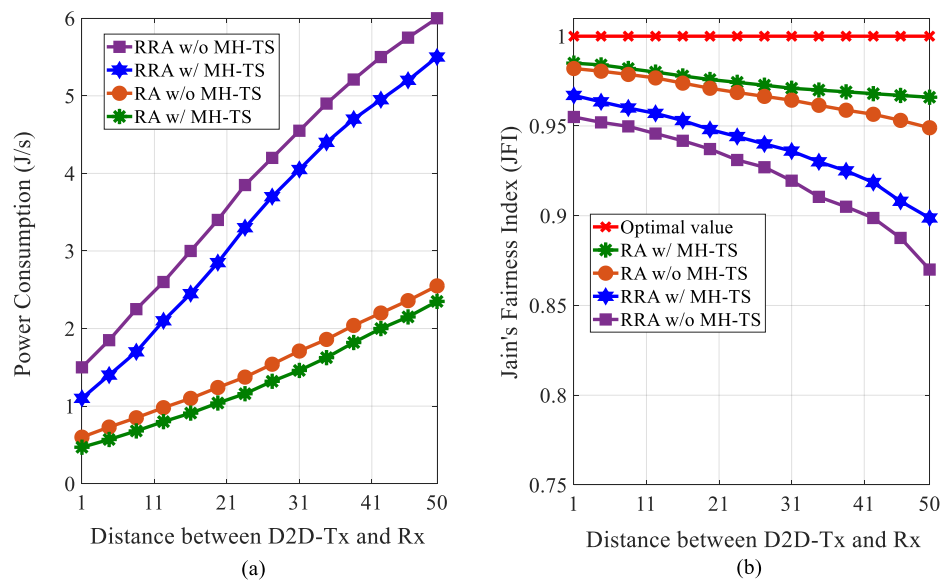 6
5
4
3
2
1
0
Power Consumption (J/s)
RRA w/o MH-TS
RRA w/ MH-TS
RA w/o MH-TS
RA w/ MH-TS
1 11 21 31 41 50
Distance between D2D-Tx and Rx
(a)
1
0.95
0.9
0.85
0.8
0.75
Jain's Fairness Index (JFI)
Optimal value
RA w/ MH-TS
RA w/o MH-TS
RRA w/ MH-TS
RRA w/o MH-TS
1 11 21 31 41 50
Distance between D2D-Tx and Rx
(b)